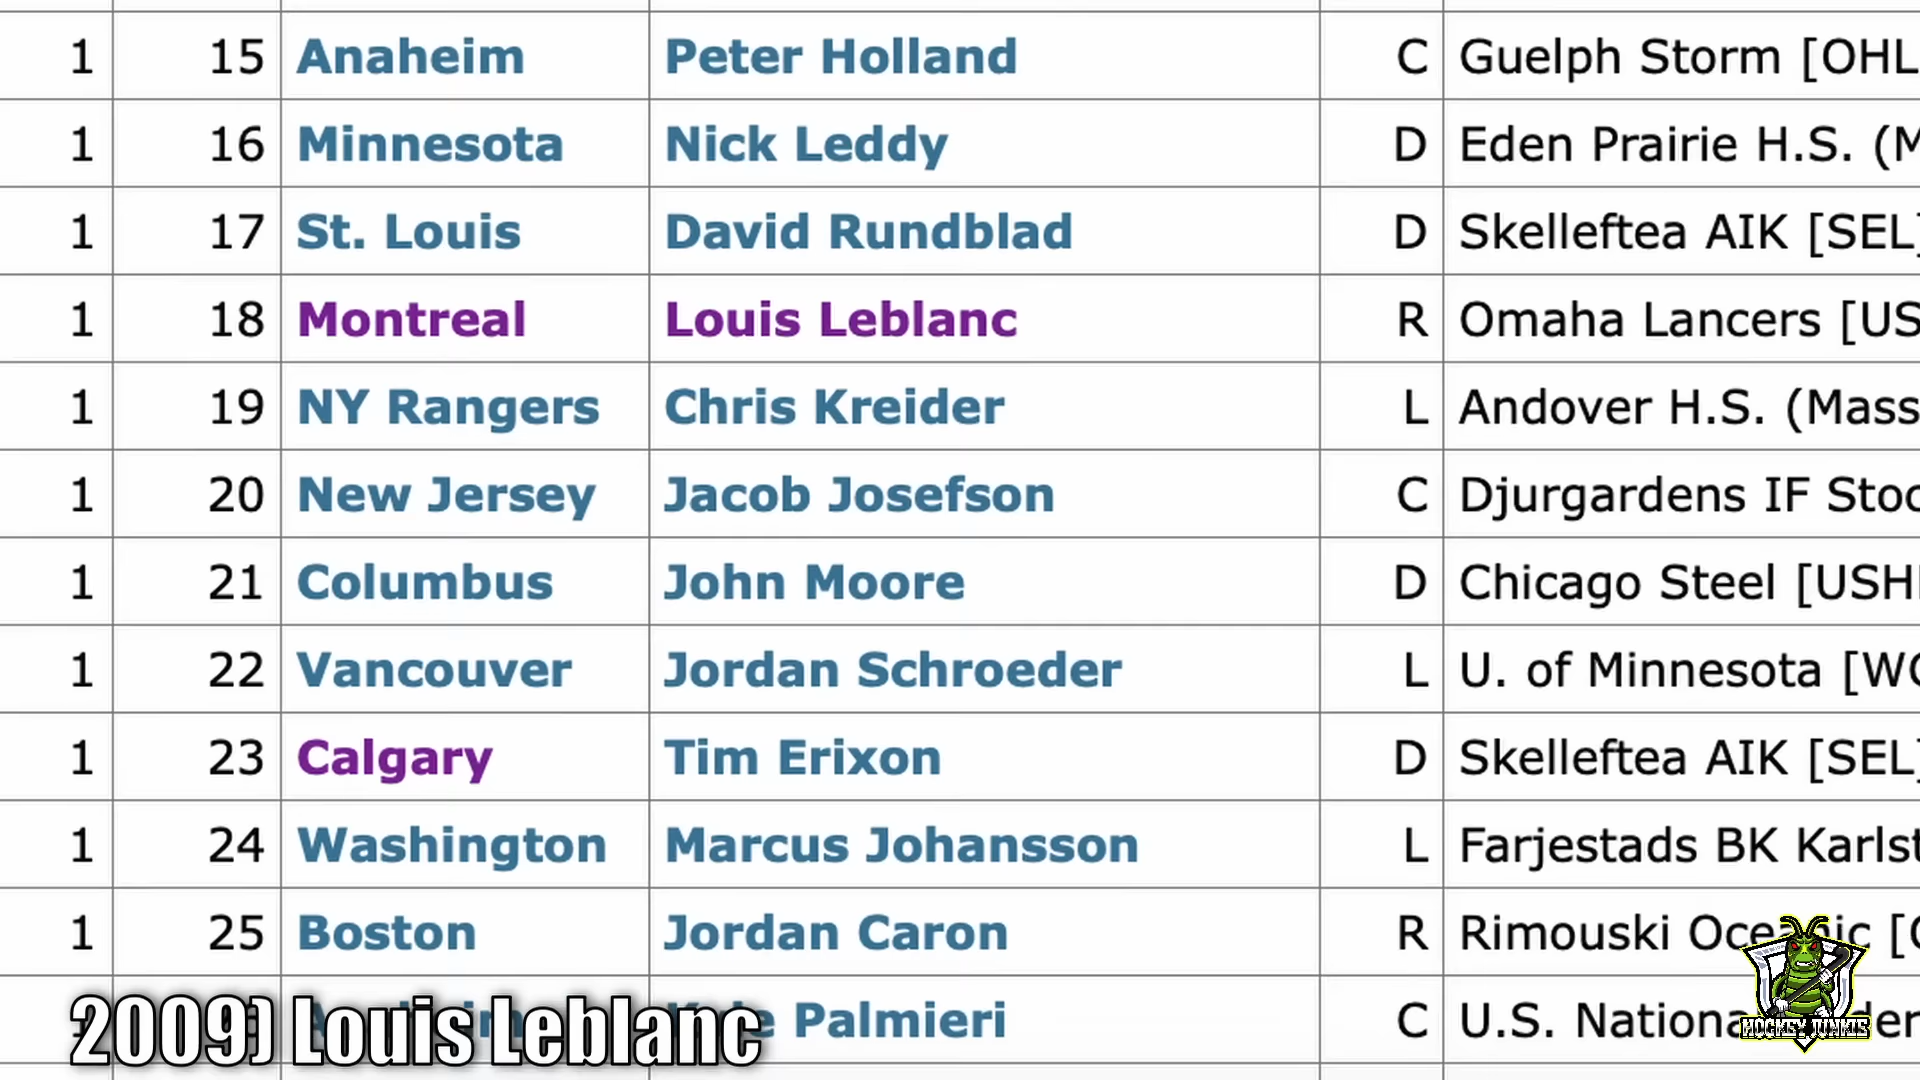 1 15 Anaheim Peter Holland C Guelph Storm [OHL
1 16 Minnesota Nick Leddy D Eden Prairie H.S. (M
1 17 St. Louis David Rundblad D Skelleftea AIK [SEL]
1 18 Montreal Louis Leblanc R Omaha Lancers [US
1 19 NY Rangers Chris Kreider L Andover H.S. (Mass
1 20 New Jersey Jacob Josefson C Djurgardens IF Stoc
1 21 Columbus John Moore D Chicago Steel [USH
1 22 Vancouver Jordan Schroeder L U. of Minnesota [WC
1 23 Calgary Tim Erixon D Skelleftea AIK [SEL]
1 24 Washington Marcus Johansson L Farjestads BK Karlst
1 25 Boston Jordan Caron R Rimouski Oceanic [Q
Palmieri C U.S. Nationa
2009) Louis Leblanc
HOCKEY JUNKIE